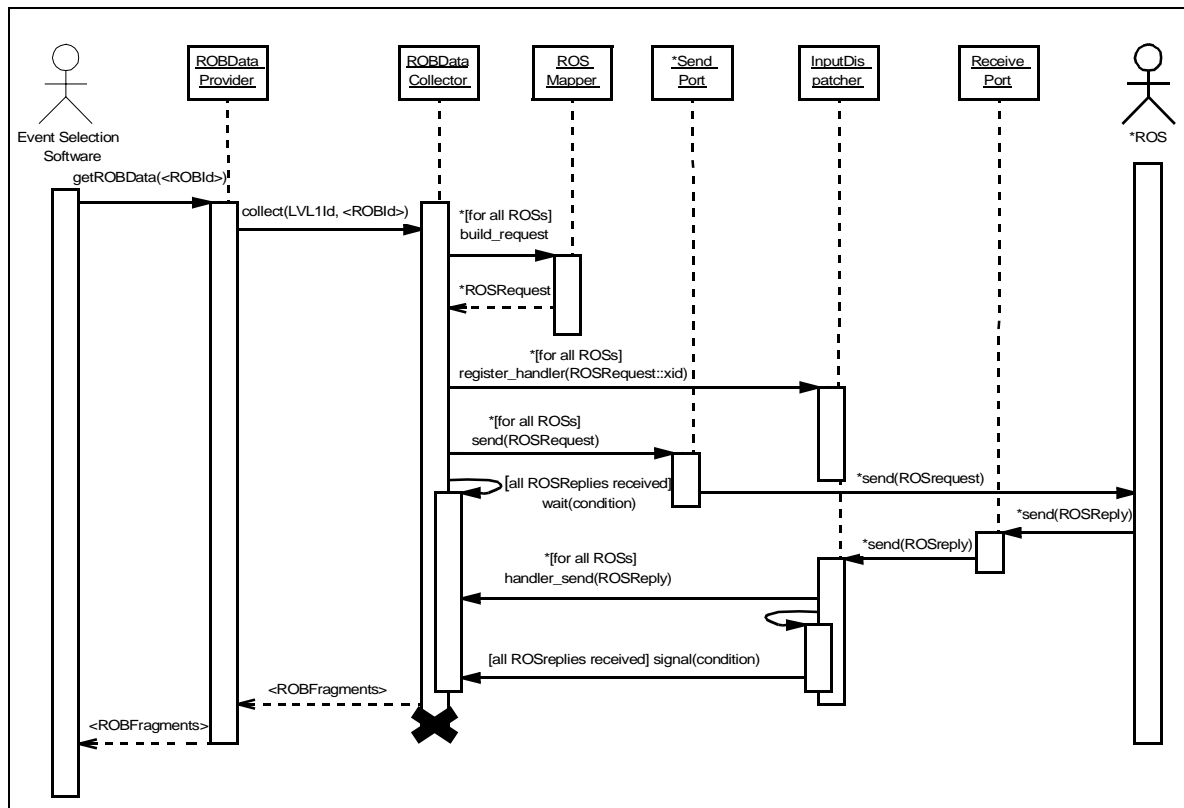 ROBData
Provider
ROBData
Collector
ROS
Mapper
*Send
Port
InputDis
patcher
Receive
Port
Event Selection
Software
*ROS
getROBData(<ROBId>)
collect(LVL1Id, <ROBId>)
*[for all ROSs]
build_request
*ROSRequest
*[for all ROSs]
register_handler(ROSRequest::xid)
*[for all ROSs]
send(ROSRequest)
[all ROSReplies received]
wait(condition)
*send(ROSrequest)
*send(ROSReply)
*send(ROSreply)
*[for all ROSs]
handler_send(ROSReply)
[all ROSreplies received] signal(condition)
<ROBFragments>
<ROBFragments>